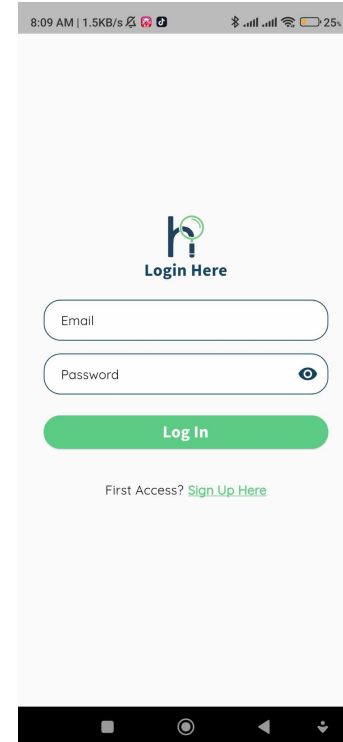 8:09 AM | 1.5KB/s 25%
Login Here
Email
Password
Log In
First Access? Sign Up Here